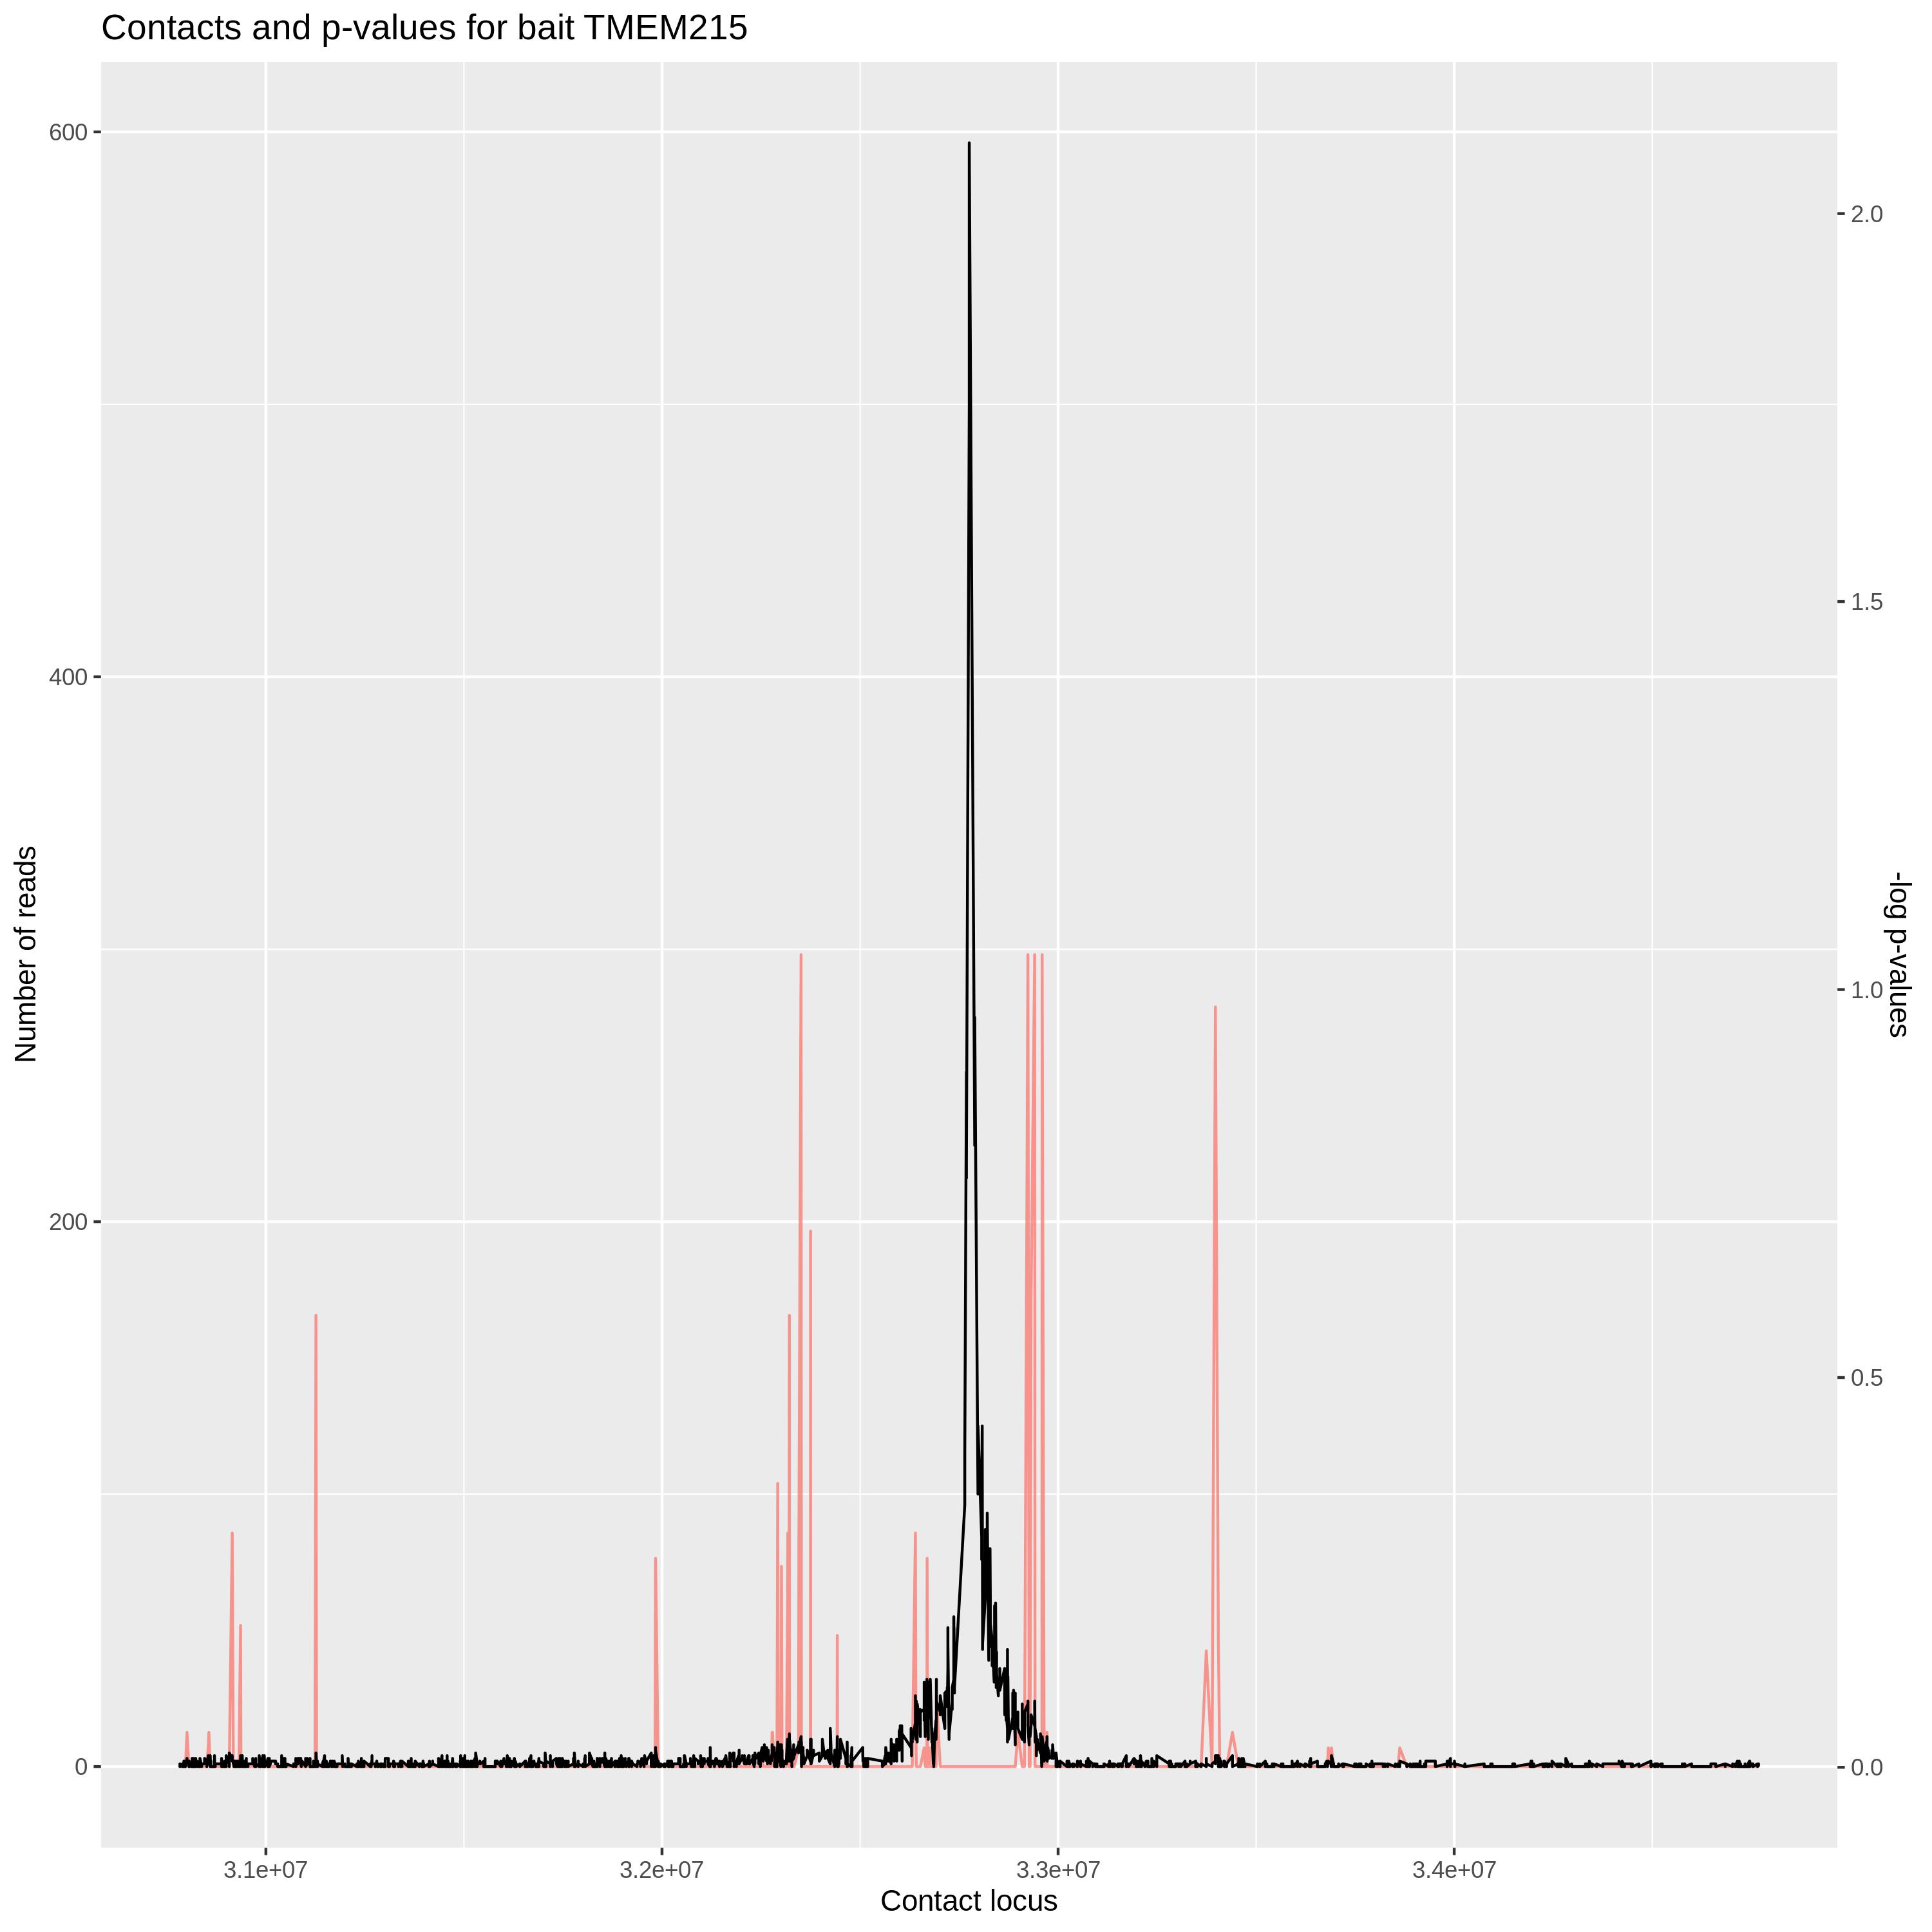 Contacts and p-values for bait TMEM215
600
400
200
0
Number of reads
2.0
1.5
1.0
0.5
0.0
-log p-values
3.1e+07
3.2e+07
3.3e+07
3.4e+07
Contact locus